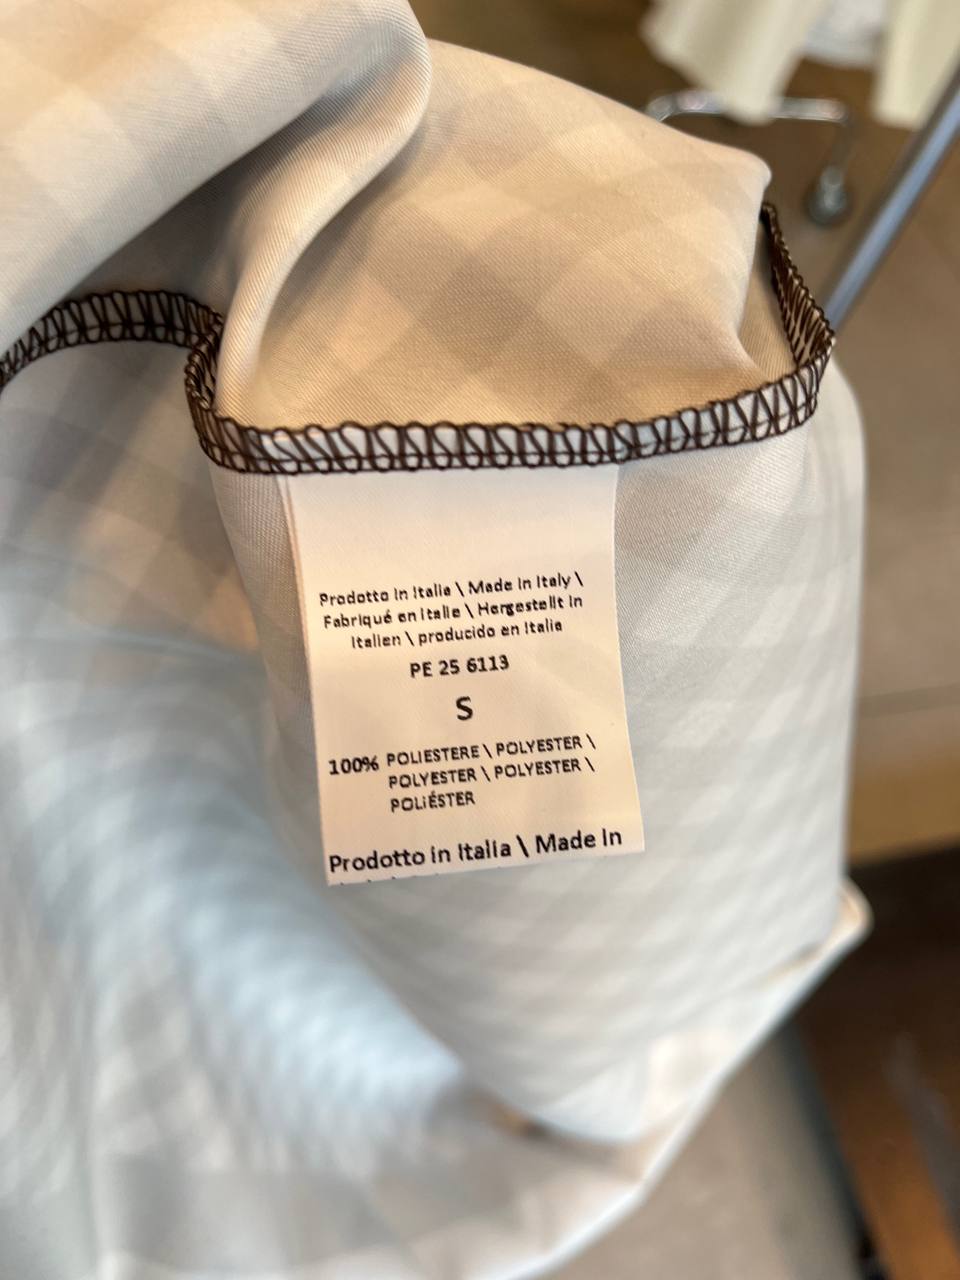 Prodotto in Italia \ Made in Italy \
Fabriqué en Italie \ Hergestellt in
Italien \ producido en Italia
PE 25 6113
S
100% POLIESTERE \ POLYESTER \
POLYESTER \ POLYESTER \
POLIÉSTER
Prodotto in Italia \ Made in